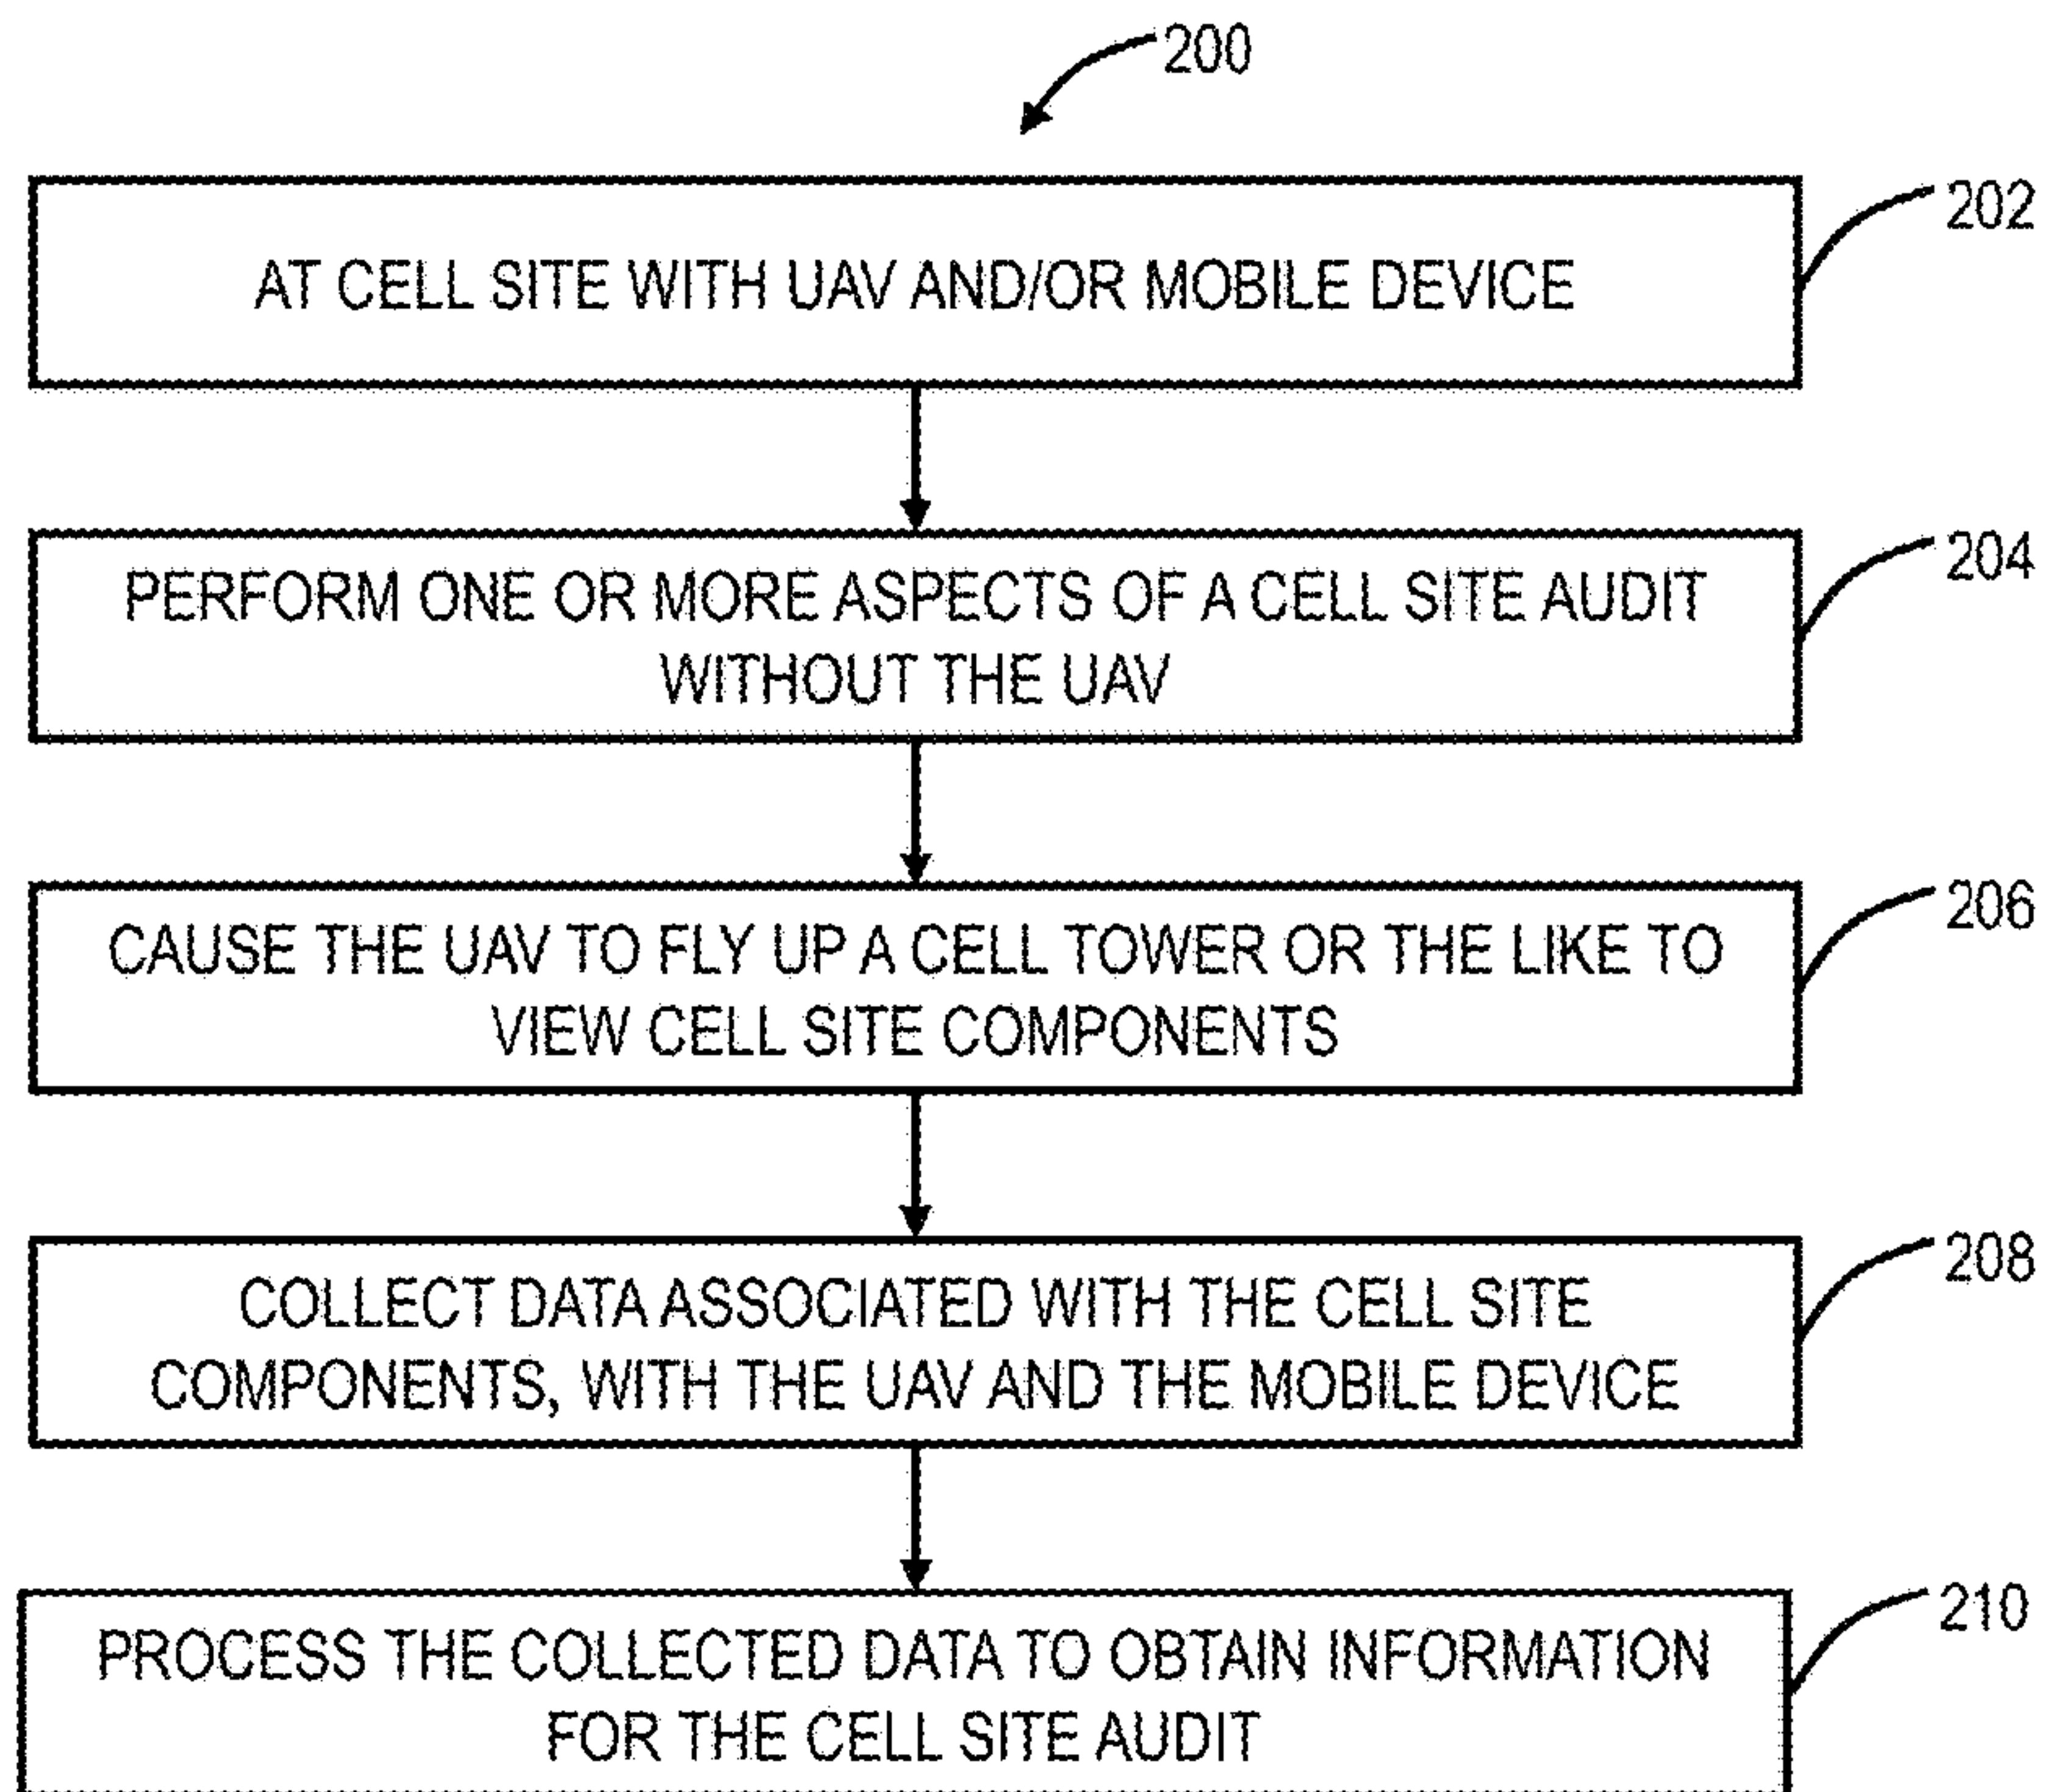 200
202
AT CELL SITE WITH UAV AND/OR MOBILE DEVICE
204
PERFORM ONE OR MORE ASPECTS OF A CELL SITE AUDIT
WITHOUT THE UAV
206
CAUSE THE UAV TO FLY UP A CELL TOWER OR THE LIKE TO
VIEW CELL SITE COMPONENTS
208
COLLECT DATA ASSOCIATED WITH THE CELL SITE
COMPONENTS, WITH THE UAV AND THE MOBILE DEVICE
210
PROCESS THE COLLECTED DATA TO OBTAIN INFORMATION
FOR THE CELL SITE AUDIT